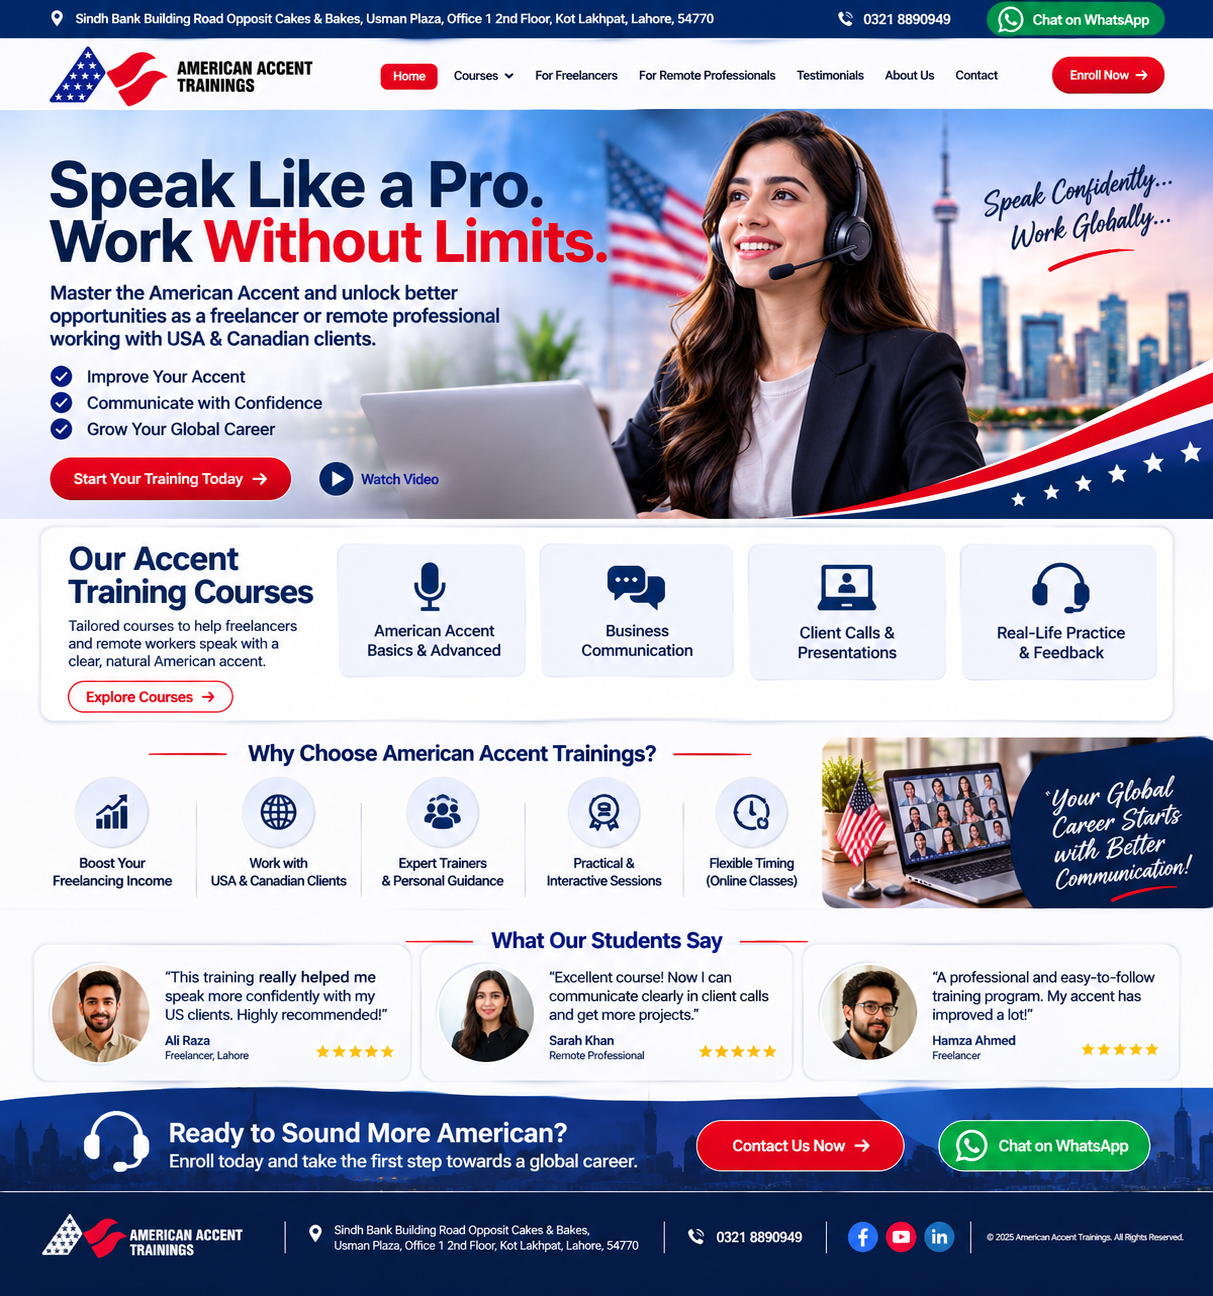 Sindh Bank Building Road Opposit Cakes & Bakes, Usman Plaza, Office 1 2nd Floor, Kot Lakhpat, Lahore, 54770
0321 8890949
Chat on WhatsApp
AMERICAN ACCENT
TRAININGS
Home
Courses
For Freelancers
For Remote Professionals
Testimonials
About Us
Contact
Enroll Now
Speak Like a Pro.
Work Without Limits.
Master the American Accent and unlock better
opportunities as a freelancer or remote professional
working with USA & Canadian clients.
Improve Your Accent
Communicate with Confidence
Grow Your Global Career
Start Your Training Today
Watch Video
Speak Confidently...
Work Globally...
Our Accent
Training Courses
Tailored courses to help freelancers
and remote workers speak with a
clear, natural American accent.
Explore Courses
American Accent
Basics & Advanced
Business
Communication
Client Calls &
Presentations
Real-Life Practice
& Feedback
Why Choose American Accent Trainings?
Boost Your
Freelancing Income
Work with
USA & Canadian Clients
Expert Trainers
& Personal Guidance
Practical &
Interactive Sessions
Flexible Timing
(Online Classes)
"Your Global
Career Starts
with Better
Communication!
What Our Students Say
“This training really helped me
speak more confidently with my
US clients. Highly recommended!”
Ali Raza
Freelancer, Lahore
“Excellent course! Now I can
communicate clearly in client calls
and get more projects.”
Sarah Khan
Remote Professional
“A professional and easy-to-follow
training program. My accent has
improved a lot!”
Hamza Ahmed
Freelancer
Ready to Sound More American?
Enroll today and take the first step towards a global career.
Contact Us Now
Chat on WhatsApp
AMERICAN ACCENT
TRAININGS
Sindh Bank Building Road Opposit Cakes & Bakes,
Usman Plaza, Office 1 2nd Floor, Kot Lakhpat, Lahore, 54770
0321 8890949
© 2025 American Accent Trainings. All Rights Reserved.